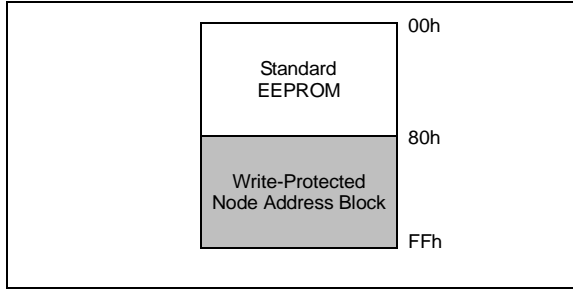 00h
Standard
EEPROM
80h
Write-Protected
Node Address Block
FFh